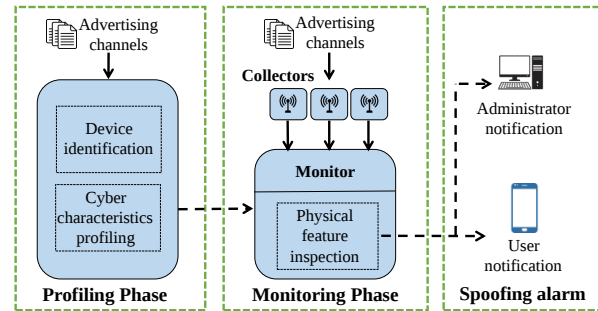 Advertising
channels
Device
identification
Cyber
characteristics
profiling
Profiling Phase
Advertising
channels
Collectors
Monitor
Physical
feature
inspection
Monitoring Phase
Administrator
notification
User
notification
Spoofing alarm